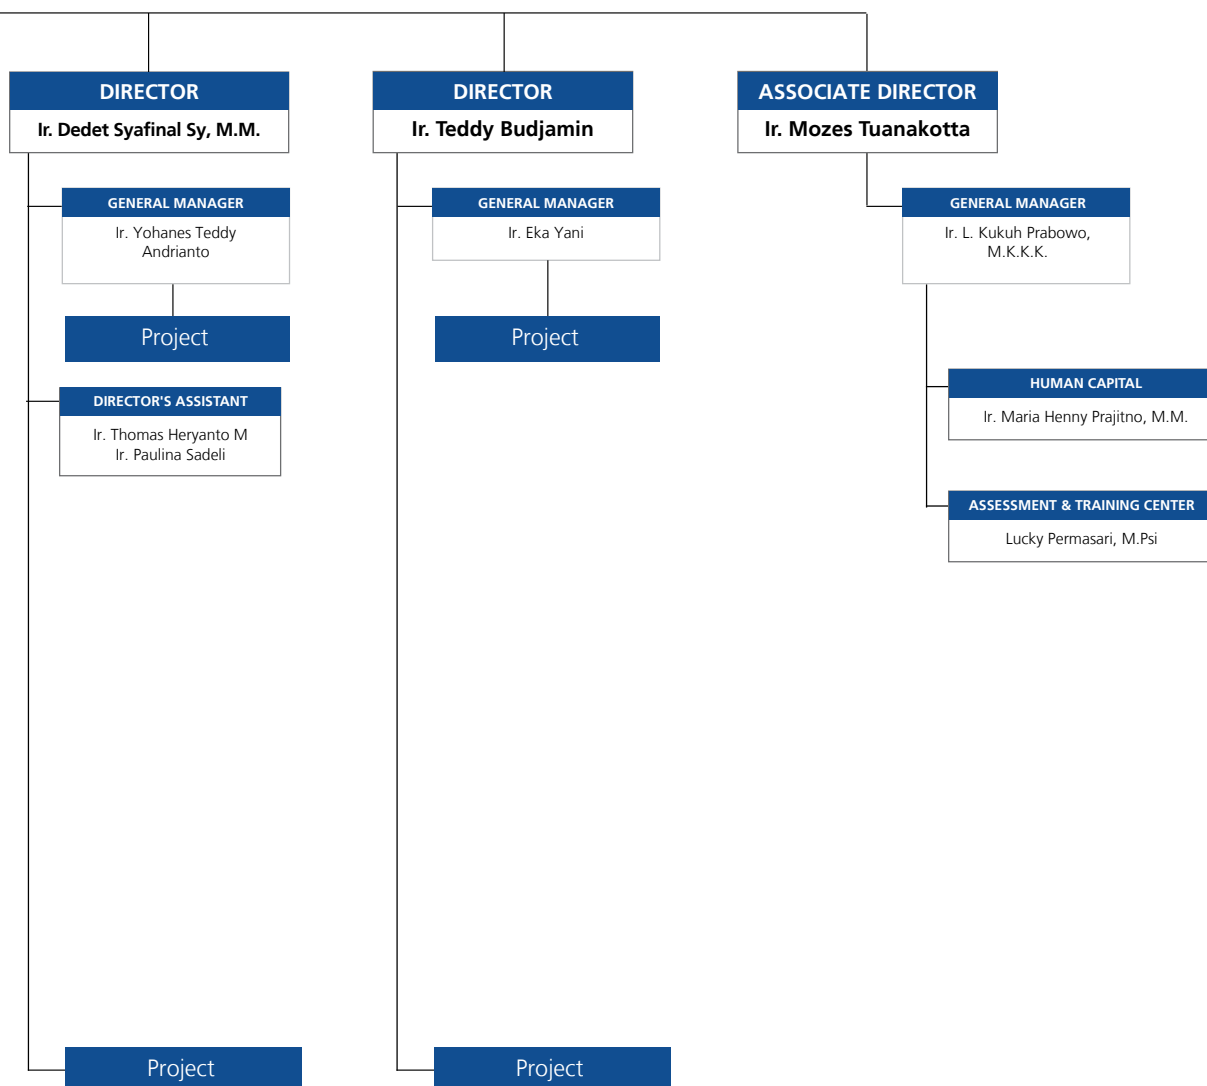 DIRECTOR
Ir. Dedet Syafinal Sy, M.M.
GENERAL MANAGER
Ir. Yohanes Teddy
Andrianto
Project
DIRECTOR'S ASSISTANT
Ir. Thomas Heryanto M
Ir. Paulina Sadeli
Project
DIRECTOR
Ir. Teddy Budjamin
GENERAL MANAGER
Ir. Eka Yani
Project
Project
ASSOCIATE DIRECTOR
Ir. Mozes Tuanakotta
GENERAL MANAGER
Ir. L. Kukuh Prabowo,
M.K.K.K.
HUMAN CAPITAL
Ir. Maria Henny Prajitno, M.M.
ASSESSMENT & TRAINING CENTER
Lucky Permasari, M.Psi